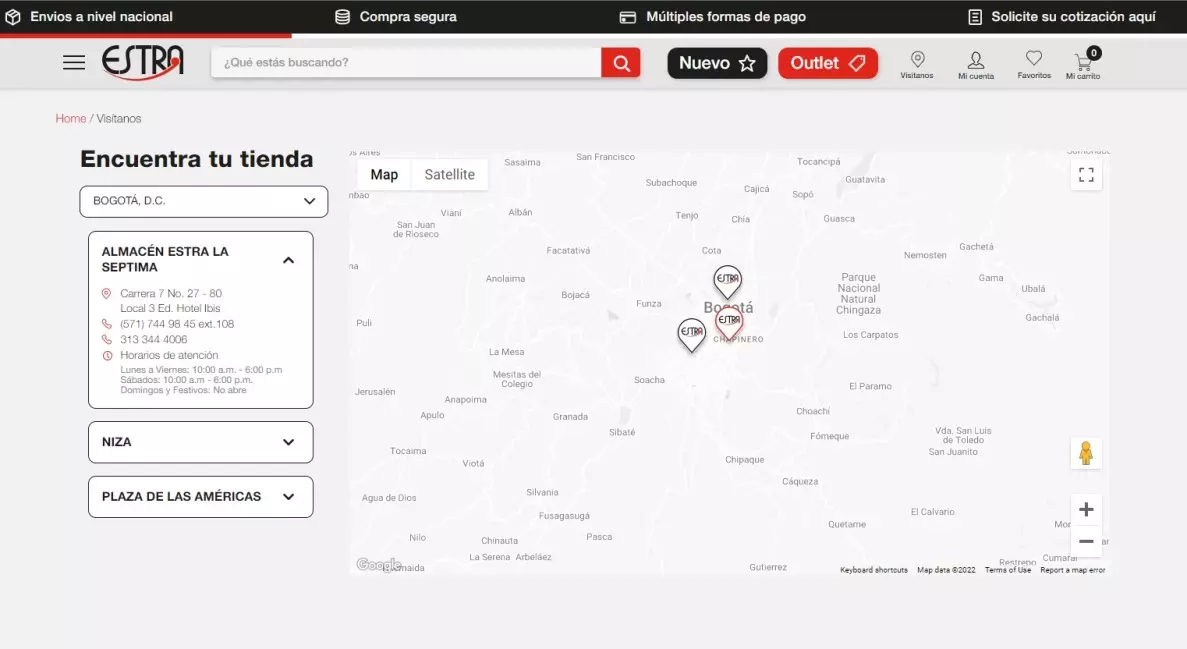 Envios a nivel nacional
Compra segura
Múltiples formas de pago
Solicite su cotización aquí
ESTRA
¿Qué estás buscando?
Nuevo
Outlet
Visítanos
Mi cuenta
Favoritos
0
Mi carrito
Home / Visítanos
Encuentra tu tienda
BOGOTÁ, D.C.
ALMACÉN ESTRA LA
SEPTIMA
Carrera 7 No. 27 - 80
Local 3 Ed. Hotel Ibis
(571) 744 98 45 ext.108
313 344 4006
Horarios de atención
Lunes a Viernes: 10:00 a.m. - 6:00 p.m
Sábados: 10:00 a.m - 6:00 p.m.
Domingos y Festivos: No abre
NIZA
PLAZA DE LAS AMÉRICAS
Map
Satellite
Sasaima
San Francisco
Tocancipá
Subachoque
Guatavita
Cajicá
Sopó
Vianí
Albán
Tenjo
Chía
Guasca
San Juan
de Rioseco
Facatativá
Cota
Gachetá
Nemosten
Anolaima
ESTRA
Parque
Nacional
Natural
Chingaza
Gama
Ubalá
Bojacá
Funza
Bogotá
Gachalá
Puli
ESTRA
ESTRA
CHAPINERO
Los Carpatos
La Mesa
Mesitas del
Colegio
Soacha
El Paramo
Jerusalén
Anapoima
Apulo
Granada
Choachí
Sibaté
Fómeque
Vda. San Luis
de Toledo
San Juanito
Tocaima
Viotá
Chipaque
Cáqueza
Agua de Dios
Silvania
Fusagasugá
El Calvario
Quetame
Nilo
Chinauta
Pasca
La Serena
Arbeláez
Google
Gutierrez
Restrepo
Keyboard shortcuts
Map data ©2022
Terms of Use
Report a map error